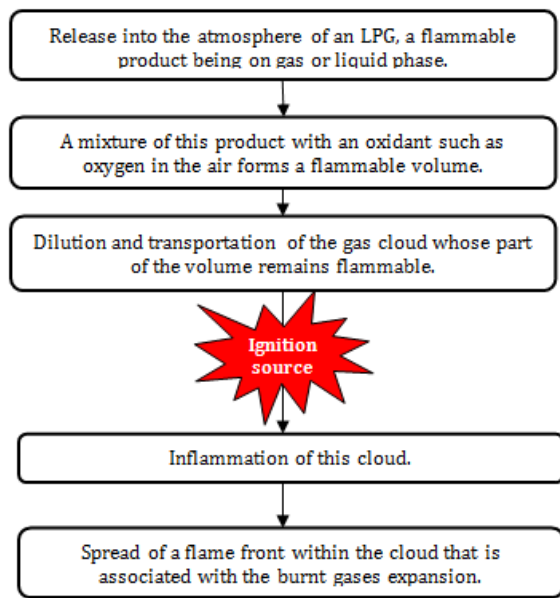 Release into the atmosphere of an LPG, a flammable
product being on gas or liquid phase.
A mixture of this product with an oxidant such as
oxygen in the air forms a flammable volume.
Dilution and transportation of the gas cloud whose part
of the volume remains flammable.
Ignition
source
Inflammation of this cloud.
Spread of a flame front within the cloud that is
associated with the burnt gases expansion.